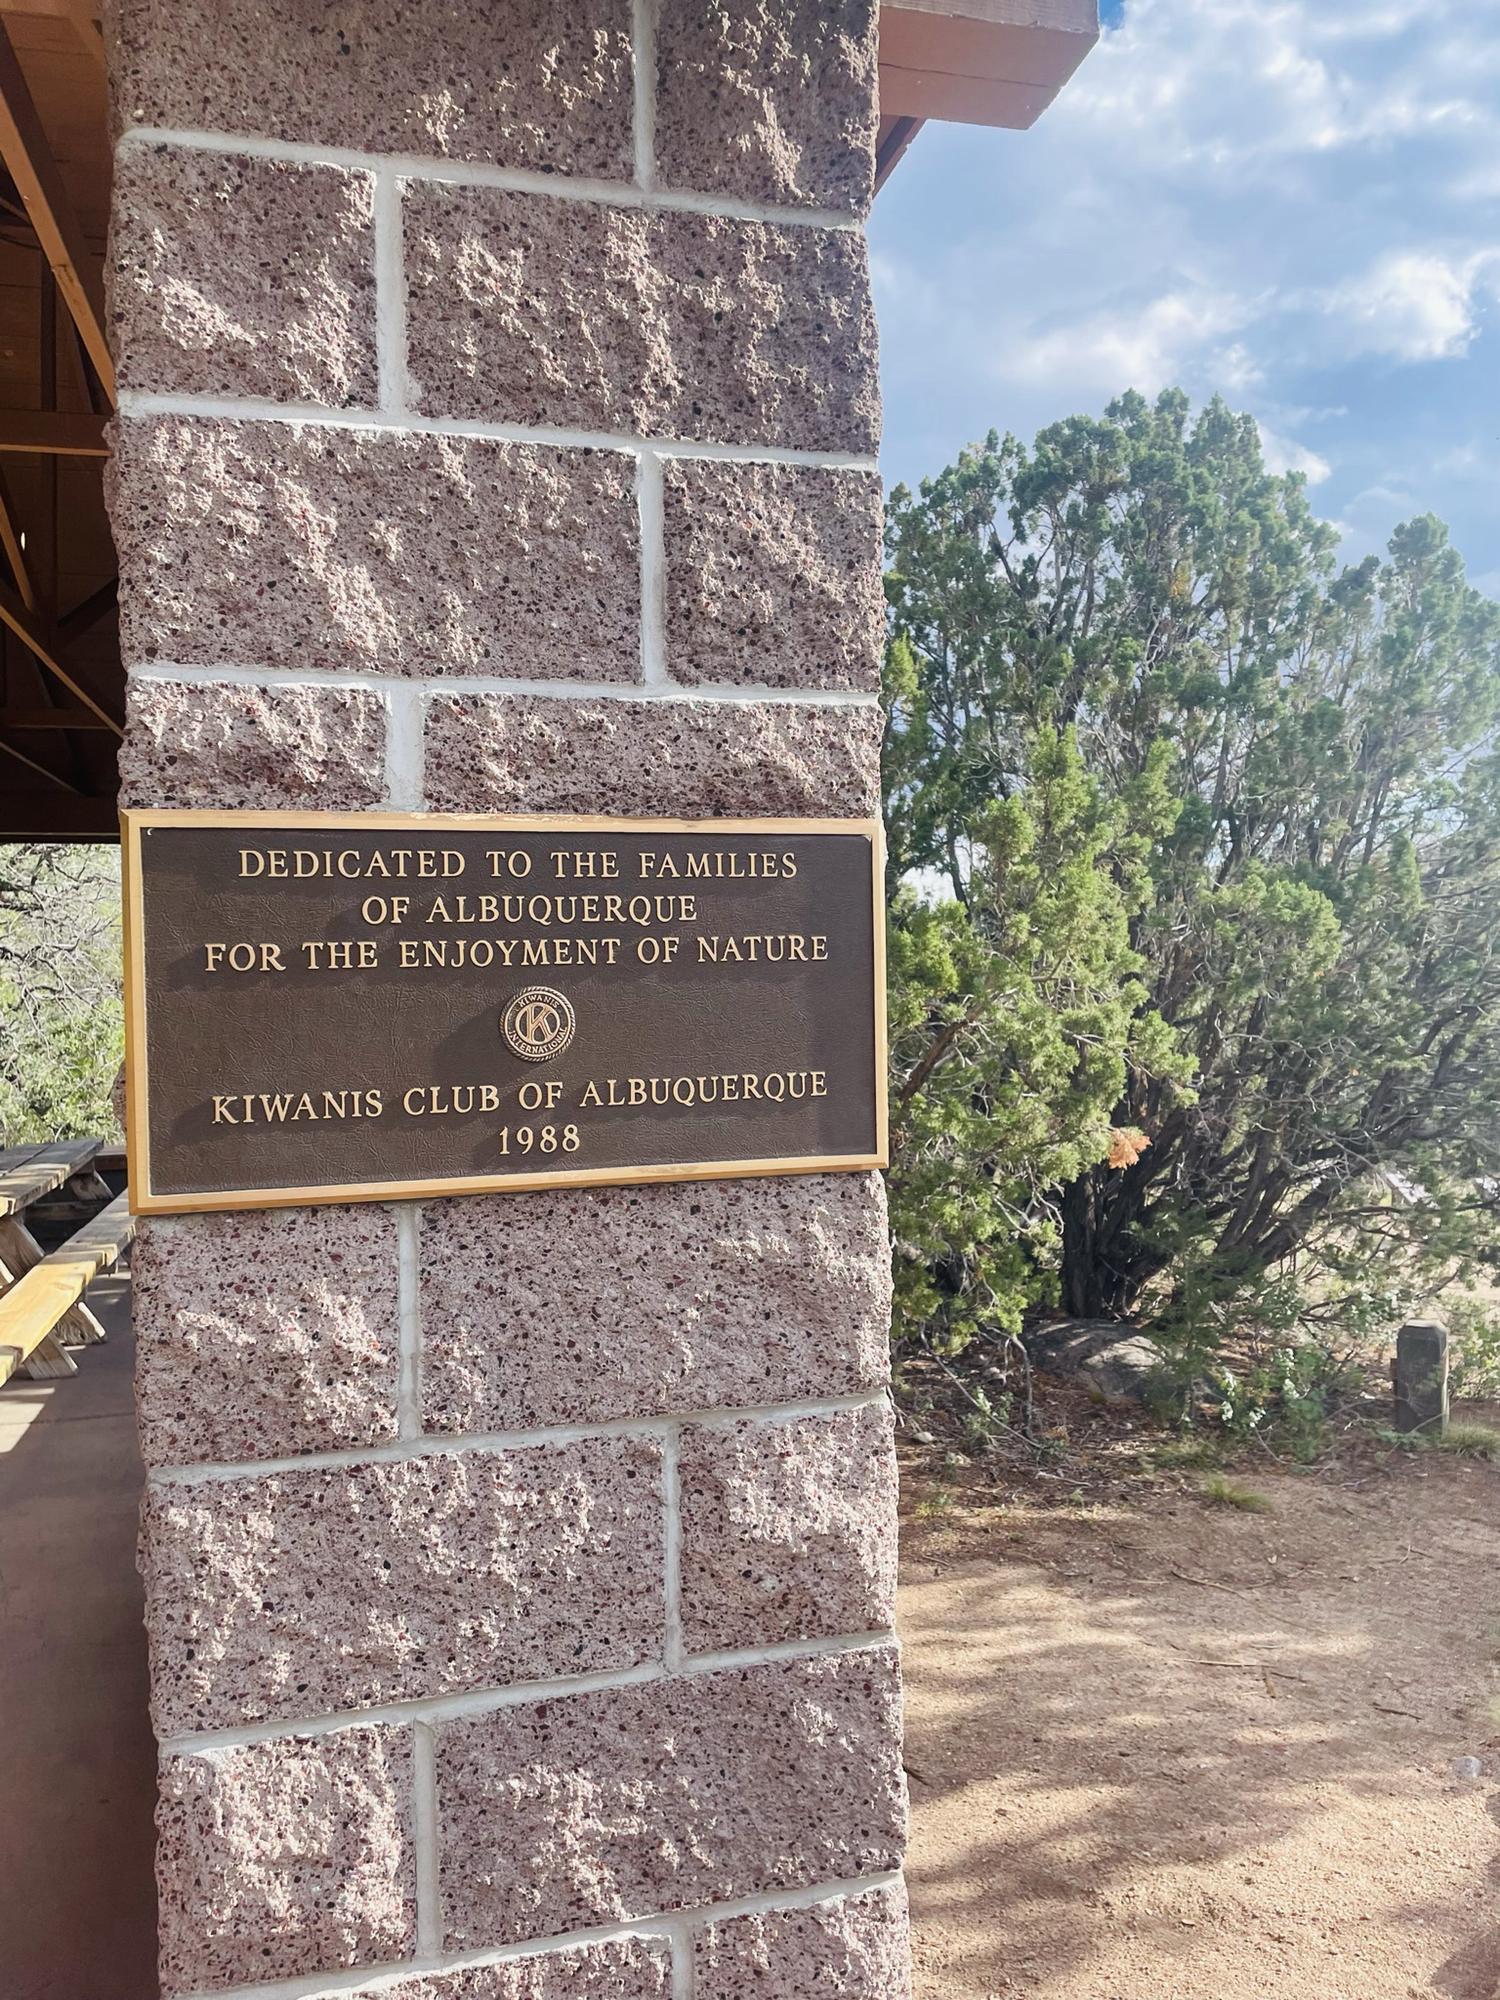 DEDICATED TO THE FAMILIES
OF ALBUQUERQUE
FOR THE ENJOYMENT OF NATURE
KIWANIS
K
INTERNATIONAL
KIWANIS CLUB OF ALBUQUERQUE
1988